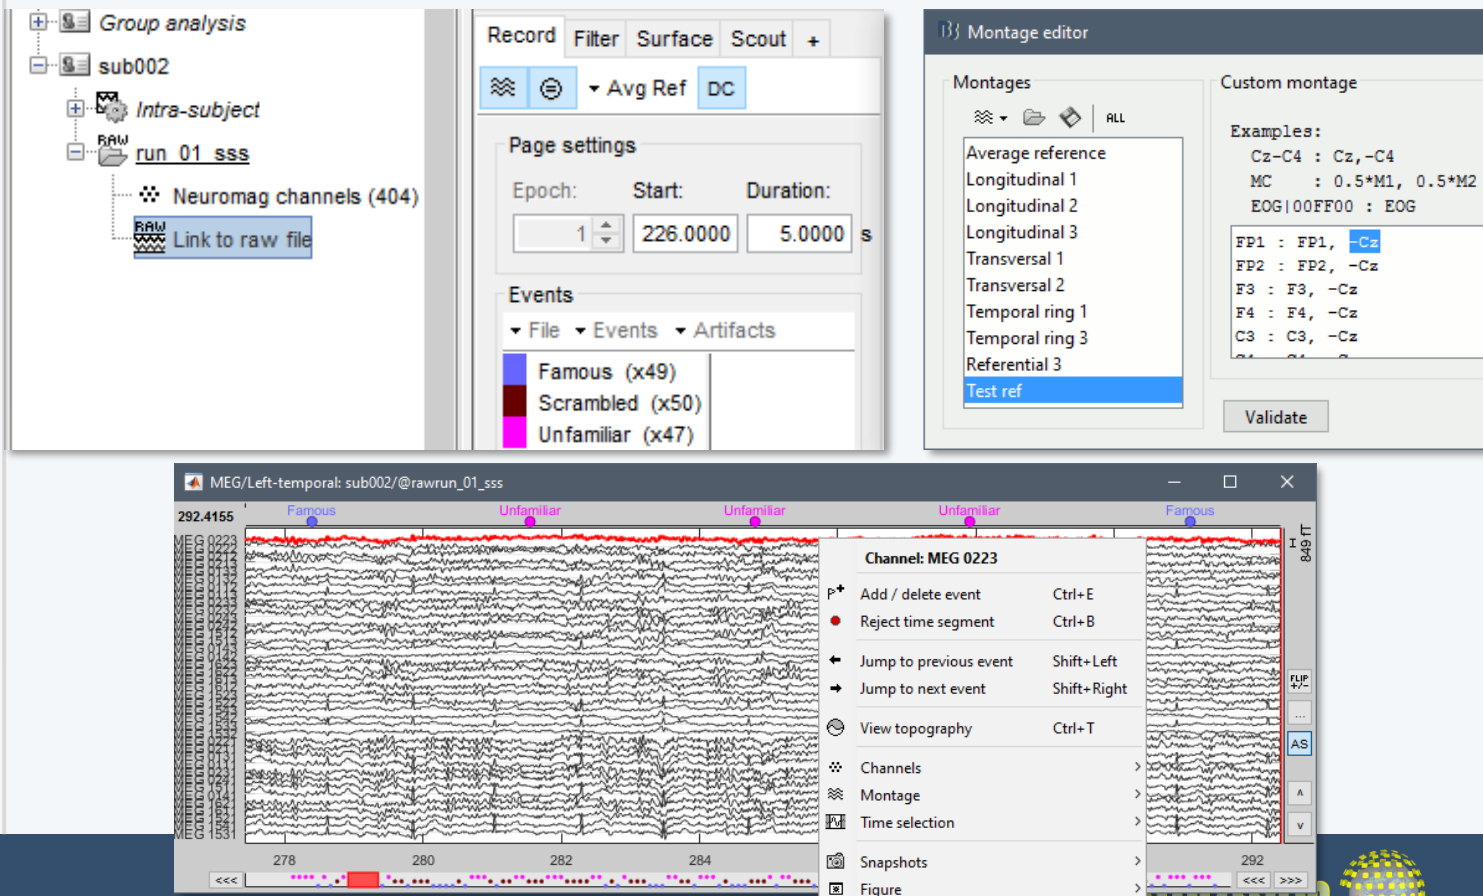 Group analysis
sub002
Intra-subject
RAW
run_01_sss
Neuromag channels (404)
RAW
Link to raw file
Record Filter Surface Scout +
Avg Ref DC
Page settings
Epoch: Start: Duration:
1 226.0000 5.0000 s
Events
File Events Artifacts
Famous (x49)
Scrambled (x50)
Unfamiliar (x47)
Montage editor
Montages
ALL
Average reference
Longitudinal 1
Longitudinal 2
Longitudinal 3
Transversal 1
Transversal 2
Temporal ring 1
Temporal ring 3
Referential 3
Test ref
Custom montage
Examples:
Cz-C4 : Cz,-C4
MC : 0.5*M1, 0.5*M2
EOG|00FF00 : EOG
FP1 : FP1, -Cz
FP2 : FP2, -Cz
F3 : F3, -Cz
F4 : F4, -Cz
C3 : C3, -Cz
Validate
MEG/Left-temporal: sub002/@rawrun_01_sss
292.4155
Famous Unfamiliar Unfamiliar Unfamiliar Famous
MEG 0223
849 fT
Channel: MEG 0223
Add / delete event Ctrl+E
Reject time segment Ctrl+B
Jump to previous event Shift+Left
Jump to next event Shift+Right
View topography Ctrl+T
Channels >
Montage >
Time selection >
Snapshots >
Figure >
FLIP
+/-
...
AS
MEG 1531
278 280 282 284 292
<<< <<< >>>